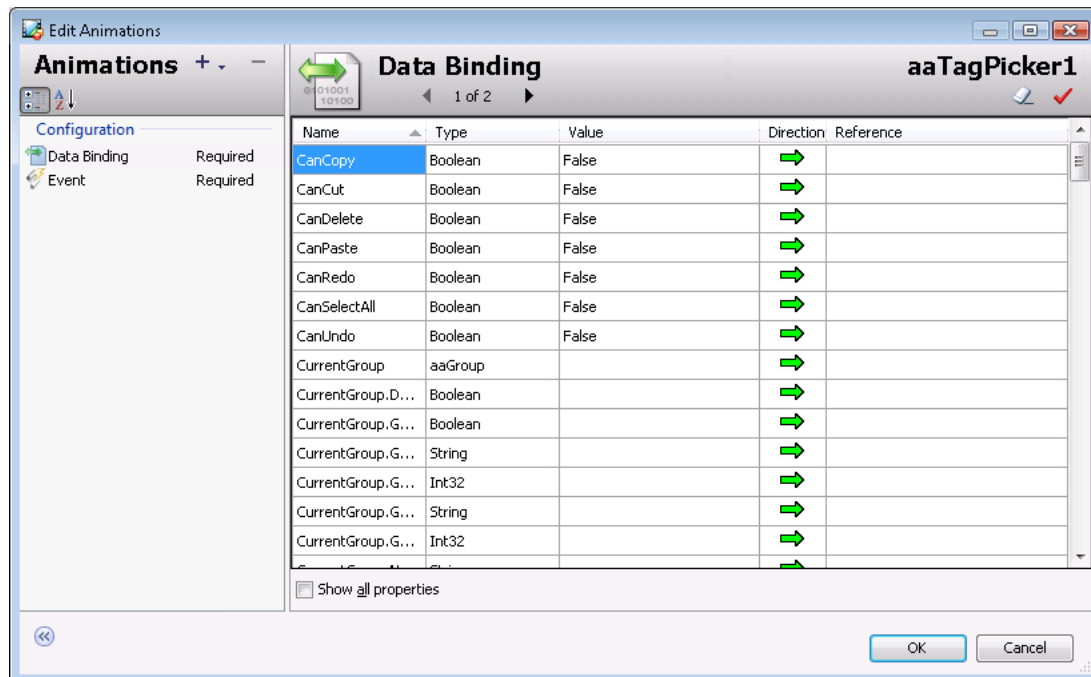 Edit Animations
Animations
Data Binding
aaTagPicker1
0101001
10100
1 of 2
A
Z
Configuration
Data Binding Required
Event Required
Name Type Value Direction Reference
CanCopy Boolean False
CanCut Boolean False
CanDelete Boolean False
CanPaste Boolean False
CanRedo Boolean False
CanSelectAll Boolean False
CanUndo Boolean False
CurrentGroup aaGroup
CurrentGroup.D... Boolean
CurrentGroup.G... Boolean
CurrentGroup.G... String
CurrentGroup.G... Int32
CurrentGroup.G... String
CurrentGroup.G... Int32
Show all properties
OK Cancel